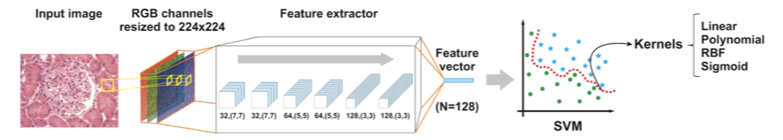 Input image
RGB channels
resized to 224x224
Feature extractor
32,(7,7)
32,(7,7)
64,(5,5)
64,(5,5)
128,(3,3)
128,(3,3)
Feature
vector
(N=128)
SVM
Kernels
Linear
Polynomial
RBF
Sigmoid